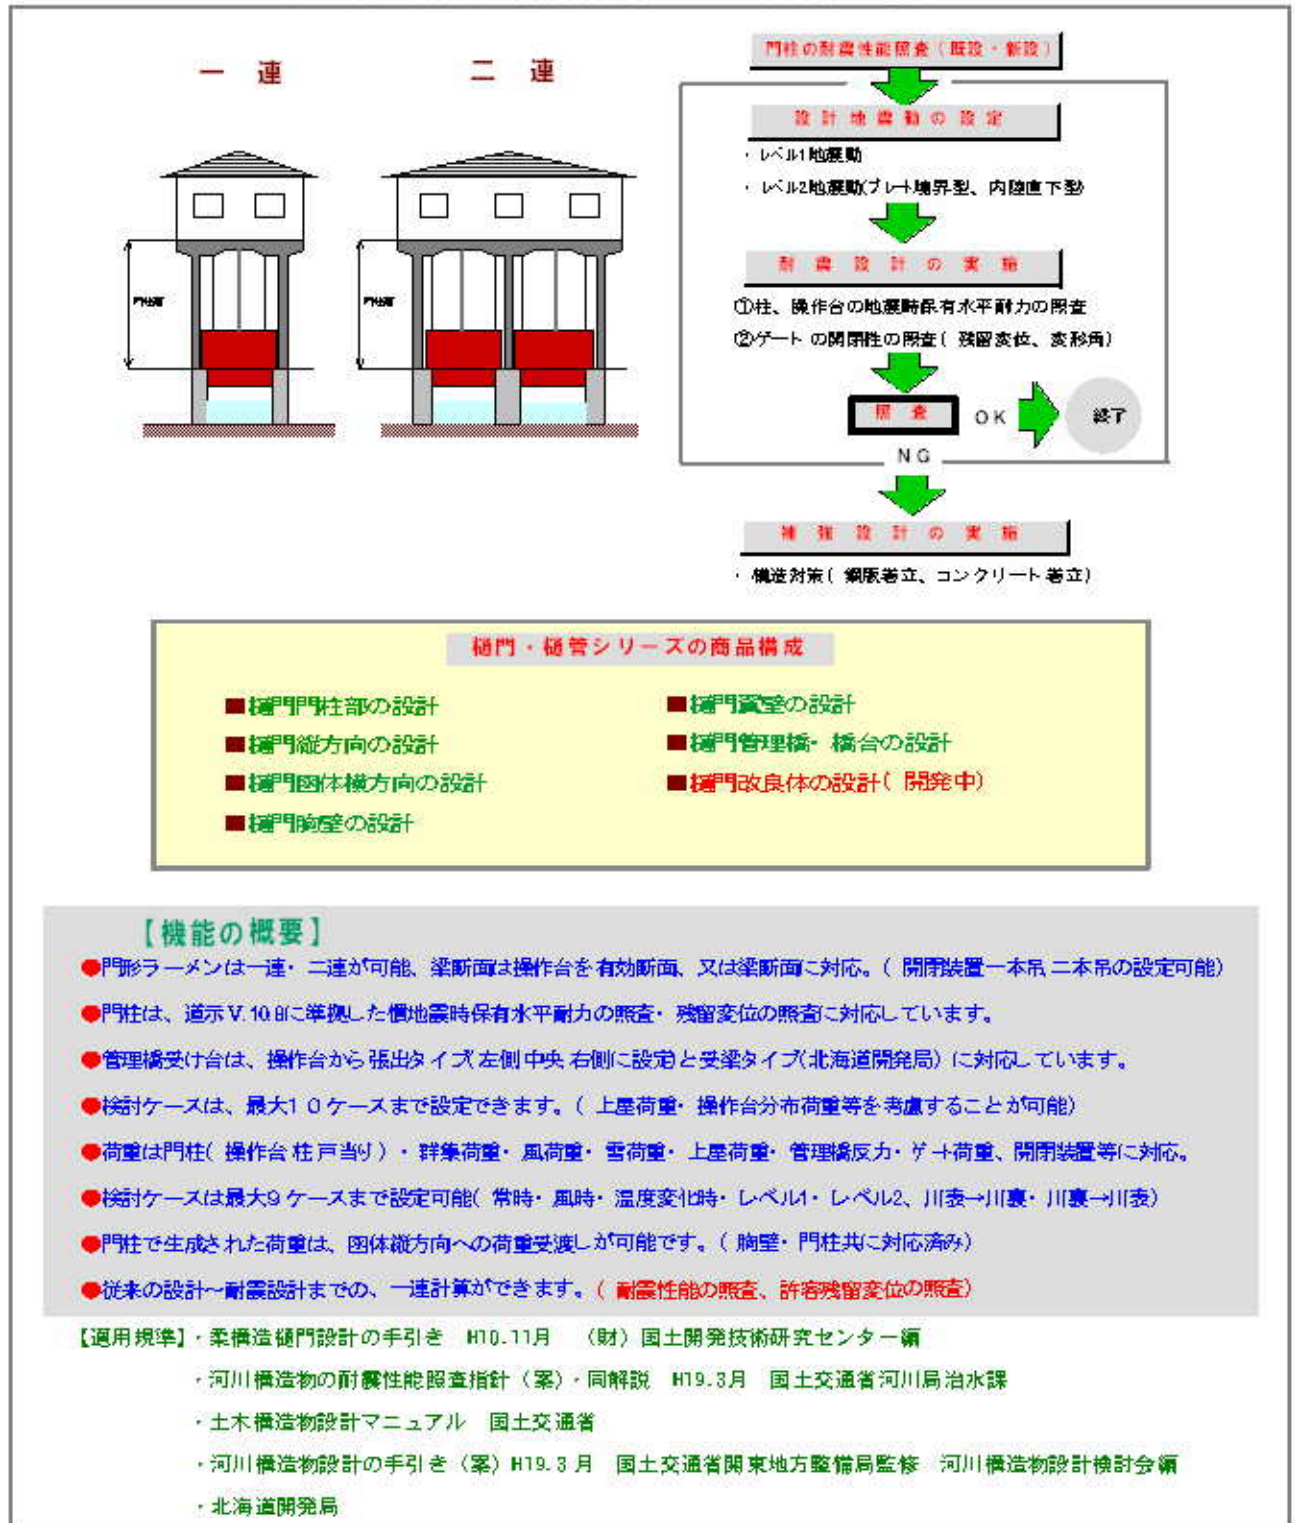 一 連
二 連
門柱高
門柱高
門柱の耐震性能照査(既設・新設)
設計地震動の設定
・レベル1地震動
・レベル2地震動(プレート境界型、内陸直下型)
耐震設計の実施
①柱、操作台の地震時保有水平耐力の照査
②ゲートの開閉性の照査(残留変位、変形角)
照査
OK
終了
NG
補強設計の実施
・構造対策(鋼版巻立、コンクリート巻立)
樋門・樋管シリーズの商品構成
■樋門門柱部の設計
■樋門縦方向の設計
■樋門函体横方向の設計
■樋門胸壁の設計
■樋門翼壁の設計
■樋門管理橋・橋台の設計
■樋門改良体の設計(開発中)
【機能の概要】
●門形ラーメンは一連・二連が可能、梁断面は操作台を有効断面、又は梁断面に対応。(開閉装置一本吊 二本吊の設定可能)
●門柱は、道示Ⅴ.10.8に準拠した慣地震時保有水平耐力の照査・残留変位の照査に対応しています。
●管理橋受け台は、操作台から張出タイプ(左側 中央 右側に設定)と受梁タイプ(北海道開発局)に対応しています。
●検討ケースは、最大10ケースまで設定できます。(上屋荷重・操作台分布荷重等を考慮することが可能)
●荷重は門柱(操作台 柱 戸当り)・群集荷重・風荷重・雪荷重・上屋荷重・管理橋反力・ゲート荷重、開閉装置等に対応。
●検討ケースは最大9ケースまで設定可能(常時・風時・温度変化時・レベル1・レベル2、川表→川裏・川裏→川表)
●門柱で生成された荷重は、函体縦方向への荷重受渡しが可能です。(胸壁・門柱共に対応済み)
●従来の設計～耐震設計までの、一連計算ができます。(耐震性能の照査、許容残留変位の照査)
【適用規準】・柔構造樋門設計の手引き H10.11月 (財)国土開発技術研究センター編
・河川構造物の耐震性能照査指針(案)・同解説 H19.3月 国土交通省河川局治水課
・土木構造物設計マニュアル 国土交通省
・河川構造物設計の手引き(案)H19.3月 国土交通省関東地方整備局監修 河川構造物設計検討会編
・北海道開発局